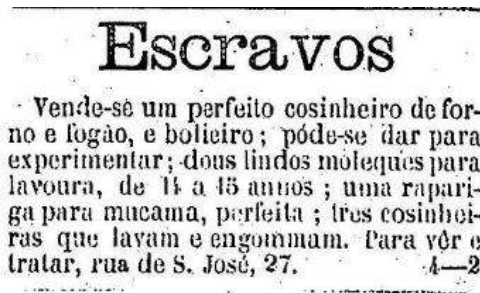 Escravos
Vende-se um perfeito cosinheiro de for-
no e fogão, e bolieiro; póde-se dar para
experimentar; dous lindos moleques para
lavoura, de 14 a 15 annos; uma rapari-
ga para mucama, perfeita; tres cosinhei-
ras que lavam e engommam. Para vêr e
tratar, rua de S. José, 27. 4—2